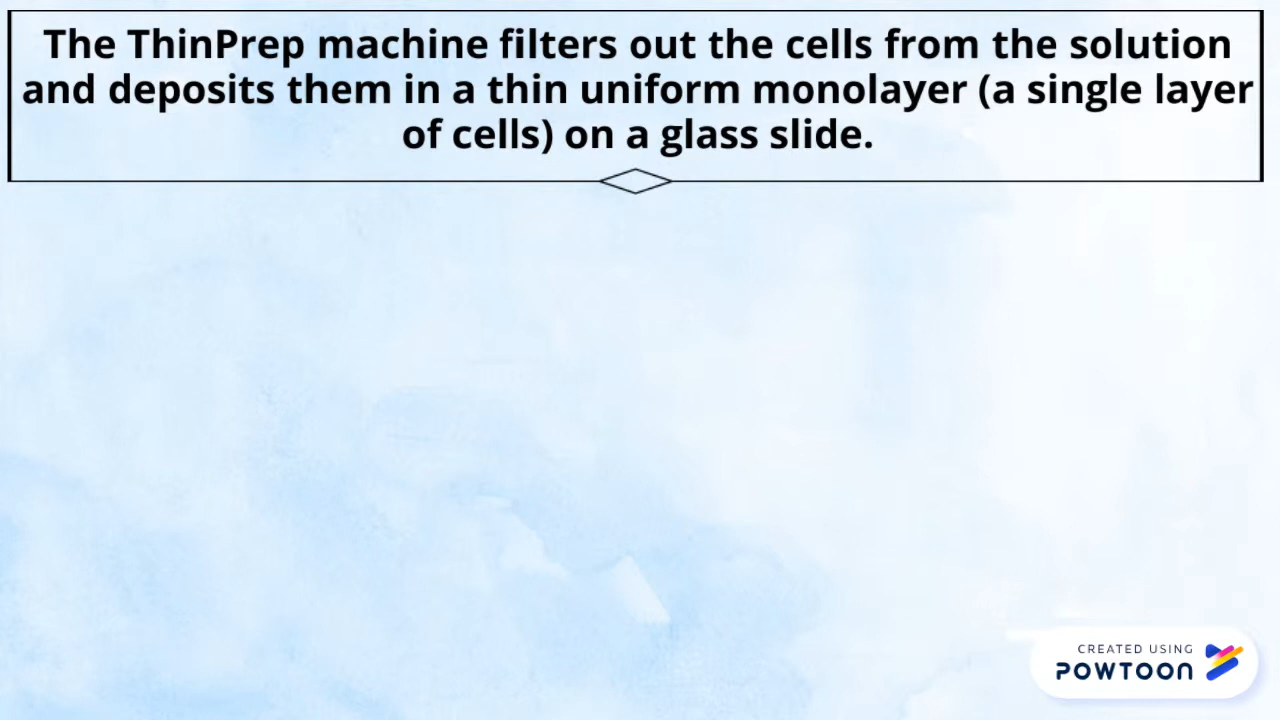 The ThinPrep machine filters out the cells from the solution
and deposits them in a thin uniform monolayer (a single layer
of cells) on a glass slide.
CREATED USING
POWTOON